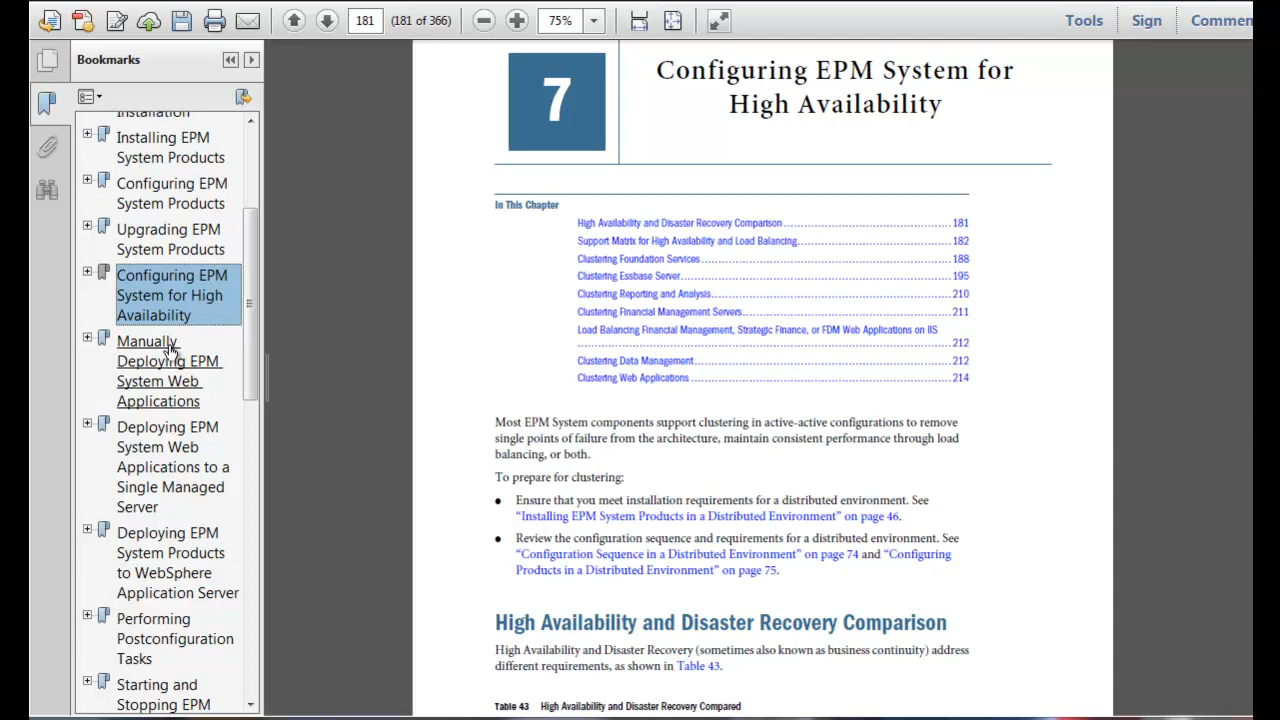 181
(181 of 366)
75%
Tools
Sign
Commen
Bookmarks
Installation
Installing EPM
System Products
Configuring EPM
System Products
Upgrading EPM
System Products
Configuring EPM
System for High
Availability
Manually
Deploying EPM
System Web
Applications
Deploying EPM
System Web
Applications to a
Single Managed
Server
Deploying EPM
System Products
to WebSphere
Application Server
Performing
Postconfiguration
Tasks
Starting and
Stopping EPM
7
Configuring EPM System for
High Availability
In This Chapter
High Availability and Disaster Recovery Comparison 181
Support Matrix for High Availability and Load Balancing 182
Clustering Foundation Services 188
Clustering Essbase Server 195
Clustering Reporting and Analysis 210
Clustering Financial Management Servers 211
Load Balancing Financial Management, Strategic Finance, or FDM Web Applications on IIS
212
Clustering Data Management 212
Clustering Web Applications 214
Most EPM System components support clustering in active-active configurations to remove
single points of failure from the architecture, maintain consistent performance through load
balancing, or both.
To prepare for clustering:
● Ensure that you meet installation requirements for a distributed environment. See
“Installing EPM System Products in a Distributed Environment” on page 46.
● Review the configuration sequence and requirements for a distributed environment. See
“Configuration Sequence in a Distributed Environment” on page 74 and “Configuring
Products in a Distributed Environment” on page 75.
High Availability and Disaster Recovery Comparison
High Availability and Disaster Recovery (sometimes also known as business continuity) address
different requirements, as shown in Table 43.
Table 43 High Availability and Disaster Recovery Compared